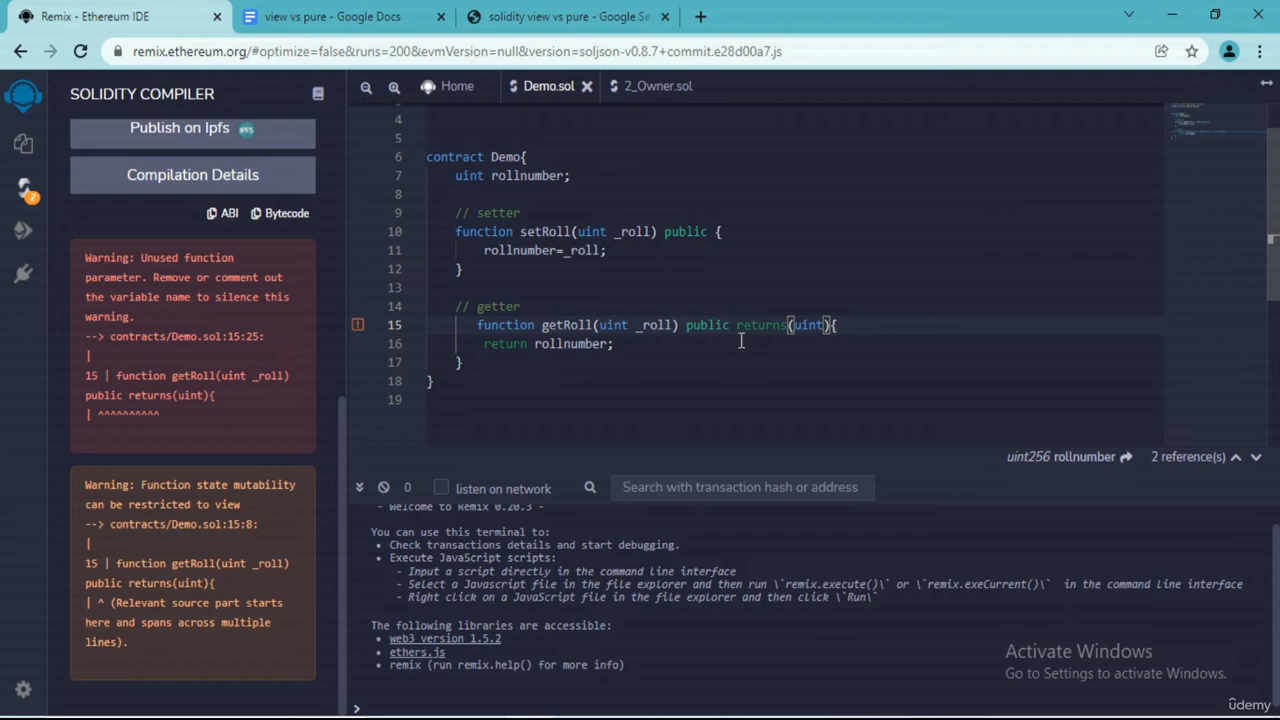 Remix - Ethereum IDE
view vs pure - Google Docs
solidity view vs pure - Google Se
remix.ethereum.org/#optimize=false&runs=200&evmVersion=null&version=soljson-v0.8.7+commit.e28d00a7.js
SOLIDITY COMPILER
Home
Demo.sol
2_Owner.sol
Publish on Ipfs
Compilation Details
ABI
Bytecode
2
Warning: Unused function
parameter. Remove or comment out
the variable name to silence this
warning.
--> contracts/Demo.sol:15:25:
|
15 | function getRoll(uint _roll)
public returns(uint){
| ^^^^^^^^^^
Warning: Function state mutability
can be restricted to view
--> contracts/Demo.sol:15:8:
|
15 | function getRoll(uint _roll)
public returns(uint){
| ^ (Relevant source part starts
here and spans across multiple
lines).
4
5
6 contract Demo{
7 uint rollnumber;
8
9 // setter
10 function setRoll(uint _roll) public {
11 rollnumber=_roll;
12 }
13
14 // getter
15 function getRoll(uint _roll) public returns(uint){
16 return rollnumber;
17 }
18 }
19
uint256 rollnumber 2 reference(s)
0 listen on network Search with transaction hash or address
- Welcome to Remix 0.20.3 -
You can use this terminal to:
• Check transactions details and start debugging.
• Execute JavaScript scripts:
- Input a script directly in the command line interface
- Select a Javascript file in the file explorer and then run \`remix.execute()\` or \`remix.exeCurrent()\` in the command line interface
- Right click on a JavaScript file in the file explorer and then click \`Run\`
The following libraries are accessible:
• web3 version 1.5.2
• ethers.js
• remix (run remix.help() for more info)
>
Activate Windows
Go to Settings to activate Windows.
ûdemy